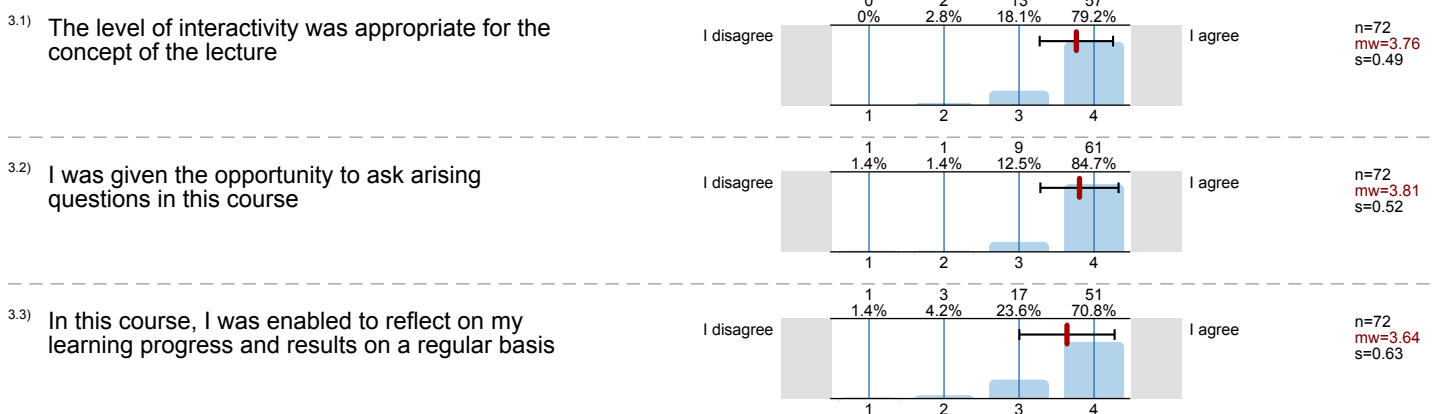 0 2 13 57
0% 2.8% 18.1% 79.2%
3.1) The level of interactivity was appropriate for the
concept of the lecture
I disagree
I agree
n=72
mw=3.76
s=0.49
1 2 3 4
1 1 9 61
1.4% 1.4% 12.5% 84.7%
3.2) I was given the opportunity to ask arising
questions in this course
I disagree
I agree
n=72
mw=3.81
s=0.52
1 2 3 4
1 3 17 51
1.4% 4.2% 23.6% 70.8%
3.3) In this course, I was enabled to reflect on my
learning progress and results on a regular basis
I disagree
I agree
n=72
mw=3.64
s=0.63
1 2 3 4